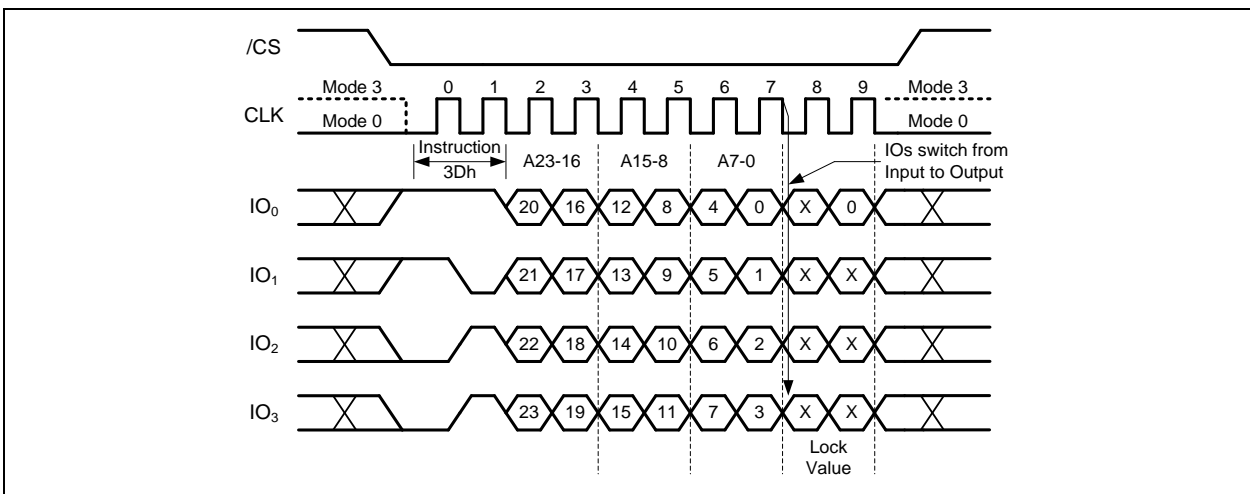 /CS
Mode 3 0 1 2 3 4 5 6 7 8 9 Mode 3
CLK
Mode 0 Mode 0
Instruction A23-16 A15-8 A7-0 IOs switch from
3Dh Input to Output
IO0 20 16 12 8 4 0 X 0
IO1 21 17 13 9 5 1 X X
IO2 22 18 14 10 6 2 X X
IO3 23 19 15 11 7 3 X X
Lock
Value